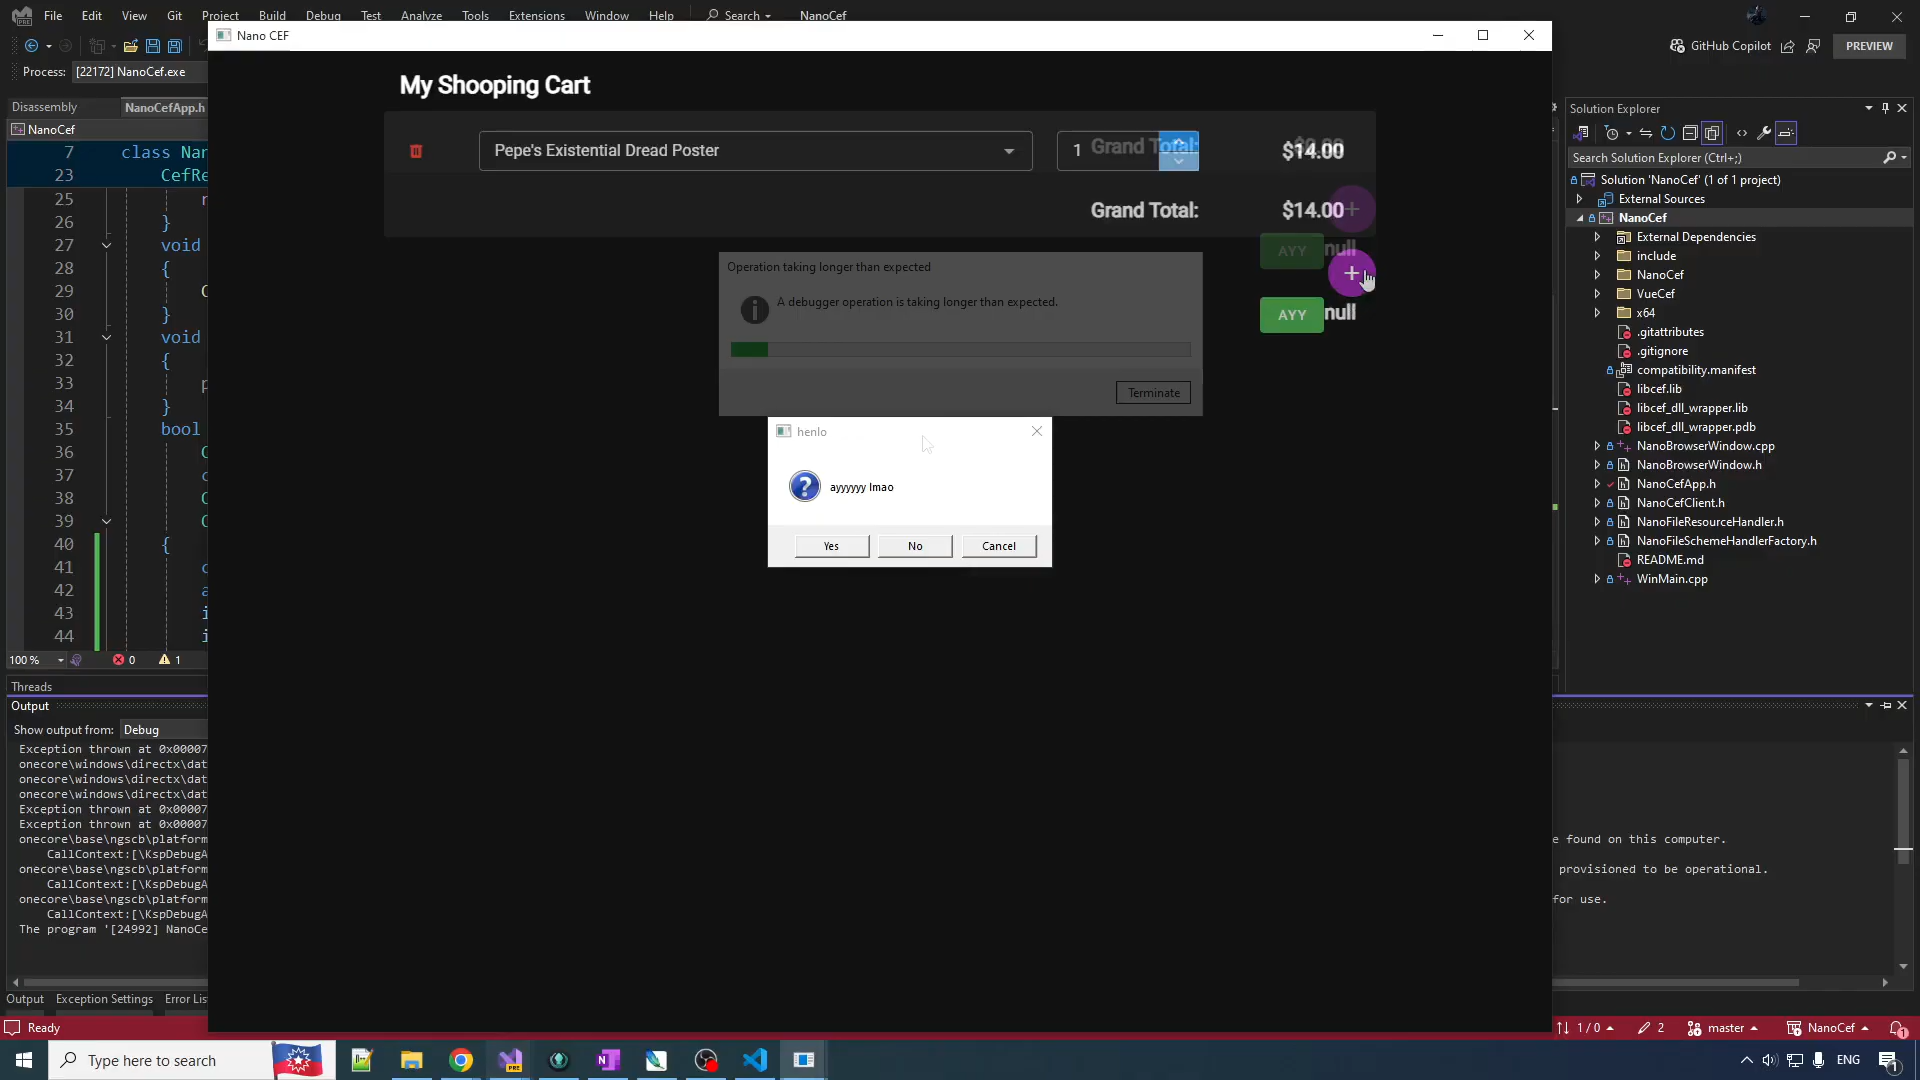 File Edit View Git Project Build Debug Test Analyze Tools Extensions Window Help Search NanoCef
GitHub Copilot PREVIEW
Process: [22172] NanoCef.exe
Nano CEF
Disassembly NanoCefApp.h
NanoCef
7 class Nan
23 CefRe
25 n
26 }
27 void
28 {
29 C
30 }
31 void
32 {
33 p
34 }
35 bool
36 C
37 c
38 C
39 C
40 {
41 c
42 a
43 i
44 i
100 % 0 1
My Shooping Cart
Pepe's Existential Dread Poster 1 Grand Total: $14.00
Grand Total: $14.00 +
AYY null
+
AYY null
Operation taking longer than expected
A debugger operation is taking longer than expected.
Terminate
henlo
ayyyyyy lmao
Yes No Cancel
Solution Explorer
Search Solution Explorer (Ctrl+;)
Solution 'NanoCef' (1 of 1 project)
External Sources
NanoCef
External Dependencies
include
NanoCef
VueCef
x64
.gitattributes
.gitignore
compatibility.manifest
libcef.lib
libcef_dll_wrapper.lib
libcef_dll_wrapper.pdb
NanoBrowserWindow.cpp
NanoBrowserWindow.h
NanoCefApp.h
NanoCefClient.h
NanoFileResourceHandler.h
NanoFileSchemeHandlerFactory.h
README.md
WinMain.cpp
Threads
Output
Show output from: Debug
Exception thrown at 0x00007
onecore\windows\directx\dat
onecore\windows\directx\dat
onecore\windows\directx\dat
Exception thrown at 0x00007
Exception thrown at 0x00007
onecore\base\ngscb\platform e found on this computer.
CallContext:[\KspDebugA
onecore\base\ngscb\platform provisioned to be operational.
CallContext:[\KspDebugA
onecore\base\ngscb\platform for use.
CallContext:[\KspDebugA
The program '[24992] NanoCe
Output Exception Settings Error Lis
Ready 1 / 0 2 master NanoCef 1
Type here to search PRE ENG 1